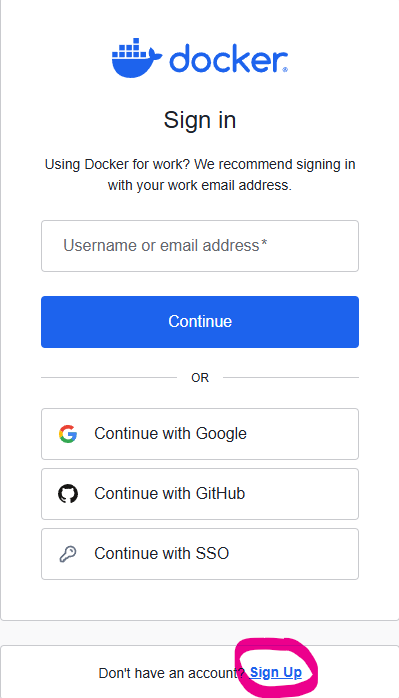 docker
Sign in
Using Docker for work? We recommend signing in
with your work email address.
Username or email address*
Continue
OR
Continue with Google
Continue with GitHub
Continue with SSO
Don't have an account? Sign Up